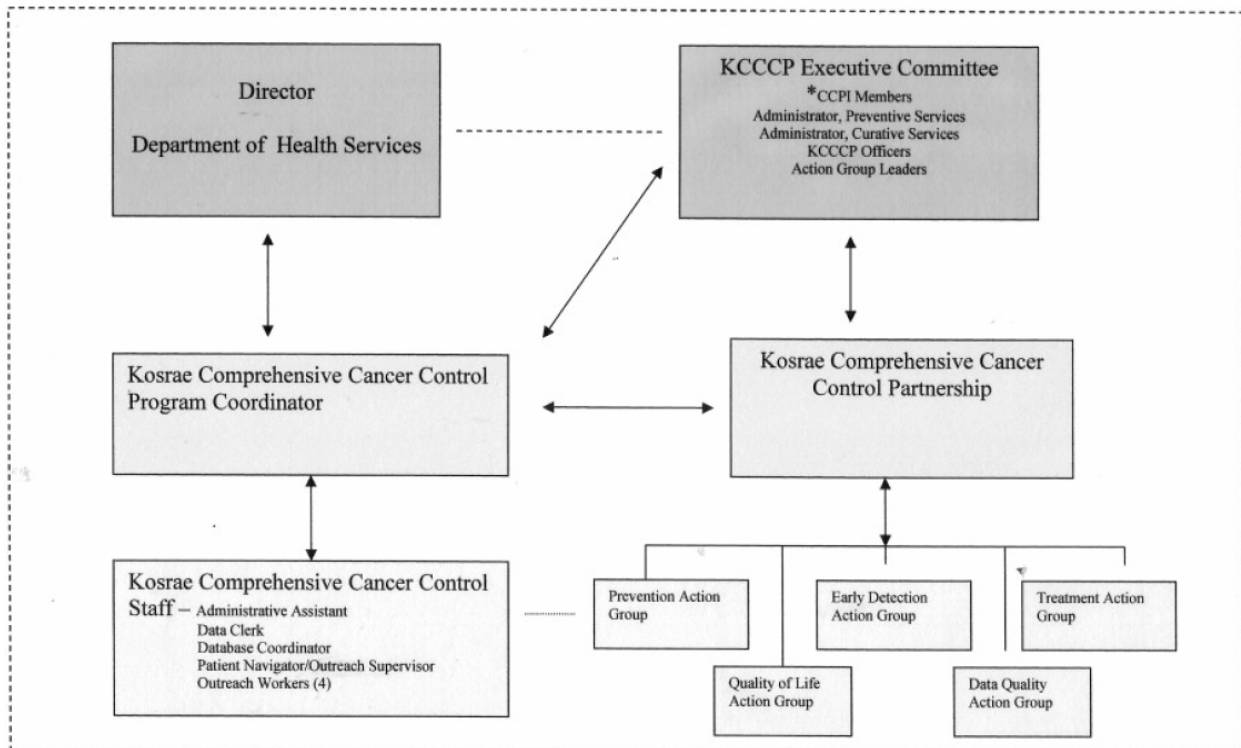 Director
Department of Health Services
KCCCP Executive Committee
*CCPI Members
Administrator, Preventive Services
Administrator, Curative Services
KCCCP Officers
Action Group Leaders
Kosrae Comprehensive Cancer Control
Program Coordinator
Kosrae Comprehensive Cancer
Control Partnership
Kosrae Comprehensive Cancer Control
Staff – Administrative Assistant
Data Clerk
Database Coordinator
Patient Navigator/Outreach Supervisor
Outreach Workers (4)
Prevention Action
Group
Early Detection
Action Group
Treatment Action
Group
Quality of Life
Action Group
Data Quality
Action Group